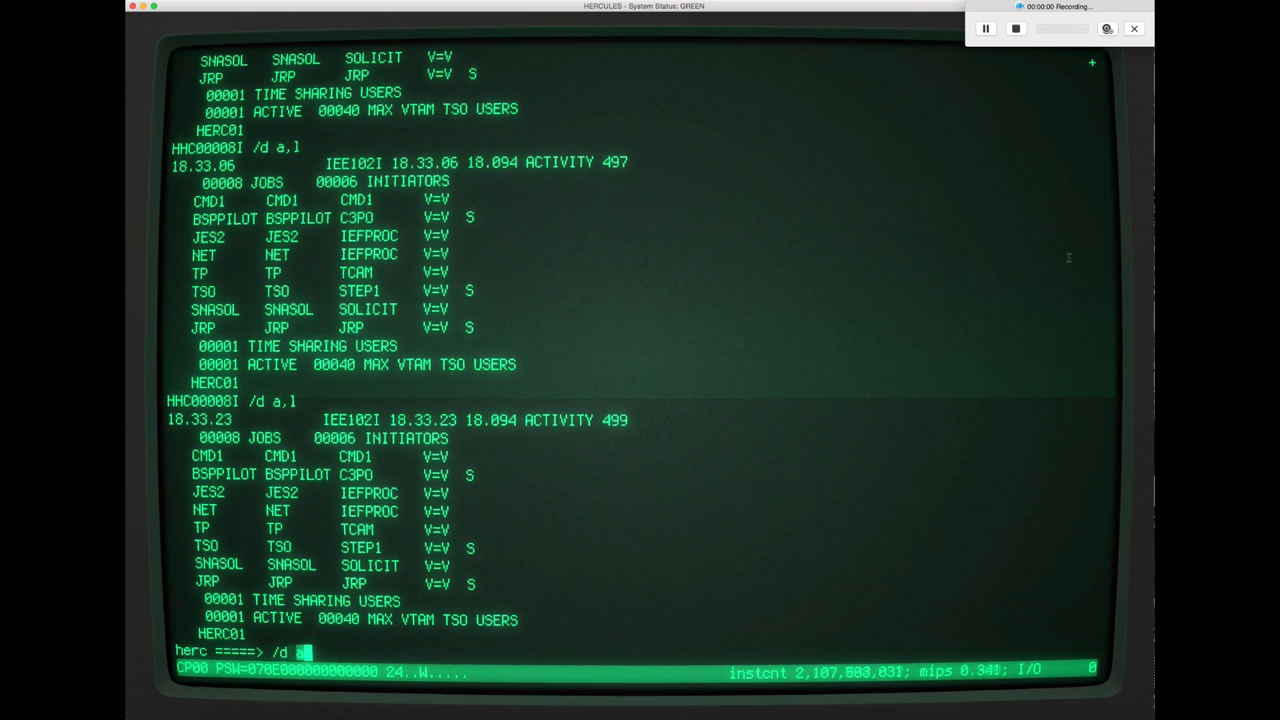 HERCULES - System Status: GREEN
00:00:00 Recording...
SNASOL SNASOL SOLICIT V=V
JRP JRP JRP V=V S
+
00001 TIME SHARING USERS
00001 ACTIVE 00040 MAX VTAM TSO USERS
HERC01
HHC00008I /d a,l
18.33.06 IEE102I 18.33.06 18.094 ACTIVITY 497
00008 JOBS 00006 INITIATORS
CMD1 CMD1 CMD1 V=V
BSPPILOT BSPPILOT C3PO V=V S
JES2 JES2 IEFPROC V=V
NET NET IEFPROC V=V
TP TP TCAM V=V
TSO TSO STEP1 V=V S
SNASOL SNASOL SOLICIT V=V
JRP JRP JRP V=V S
00001 TIME SHARING USERS
00001 ACTIVE 00040 MAX VTAM TSO USERS
HERC01
HHC00008I /d a,l
18.33.23 IEE102I 18.33.23 18.094 ACTIVITY 499
00008 JOBS 00006 INITIATORS
CMD1 CMD1 CMD1 V=V
BSPPILOT BSPPILOT C3PO V=V S
JES2 JES2 IEFPROC V=V
NET NET IEFPROC V=V
TP TP TCAM V=V
TSO TSO STEP1 V=V S
SNASOL SNASOL SOLICIT V=V
JRP JRP JRP V=V S
00001 TIME SHARING USERS
00001 ACTIVE 00040 MAX VTAM TSO USERS
HERC01
herc =====> /d a
CP00 PSW=070E000000000000 24..W..... instcnt mips I/O 0